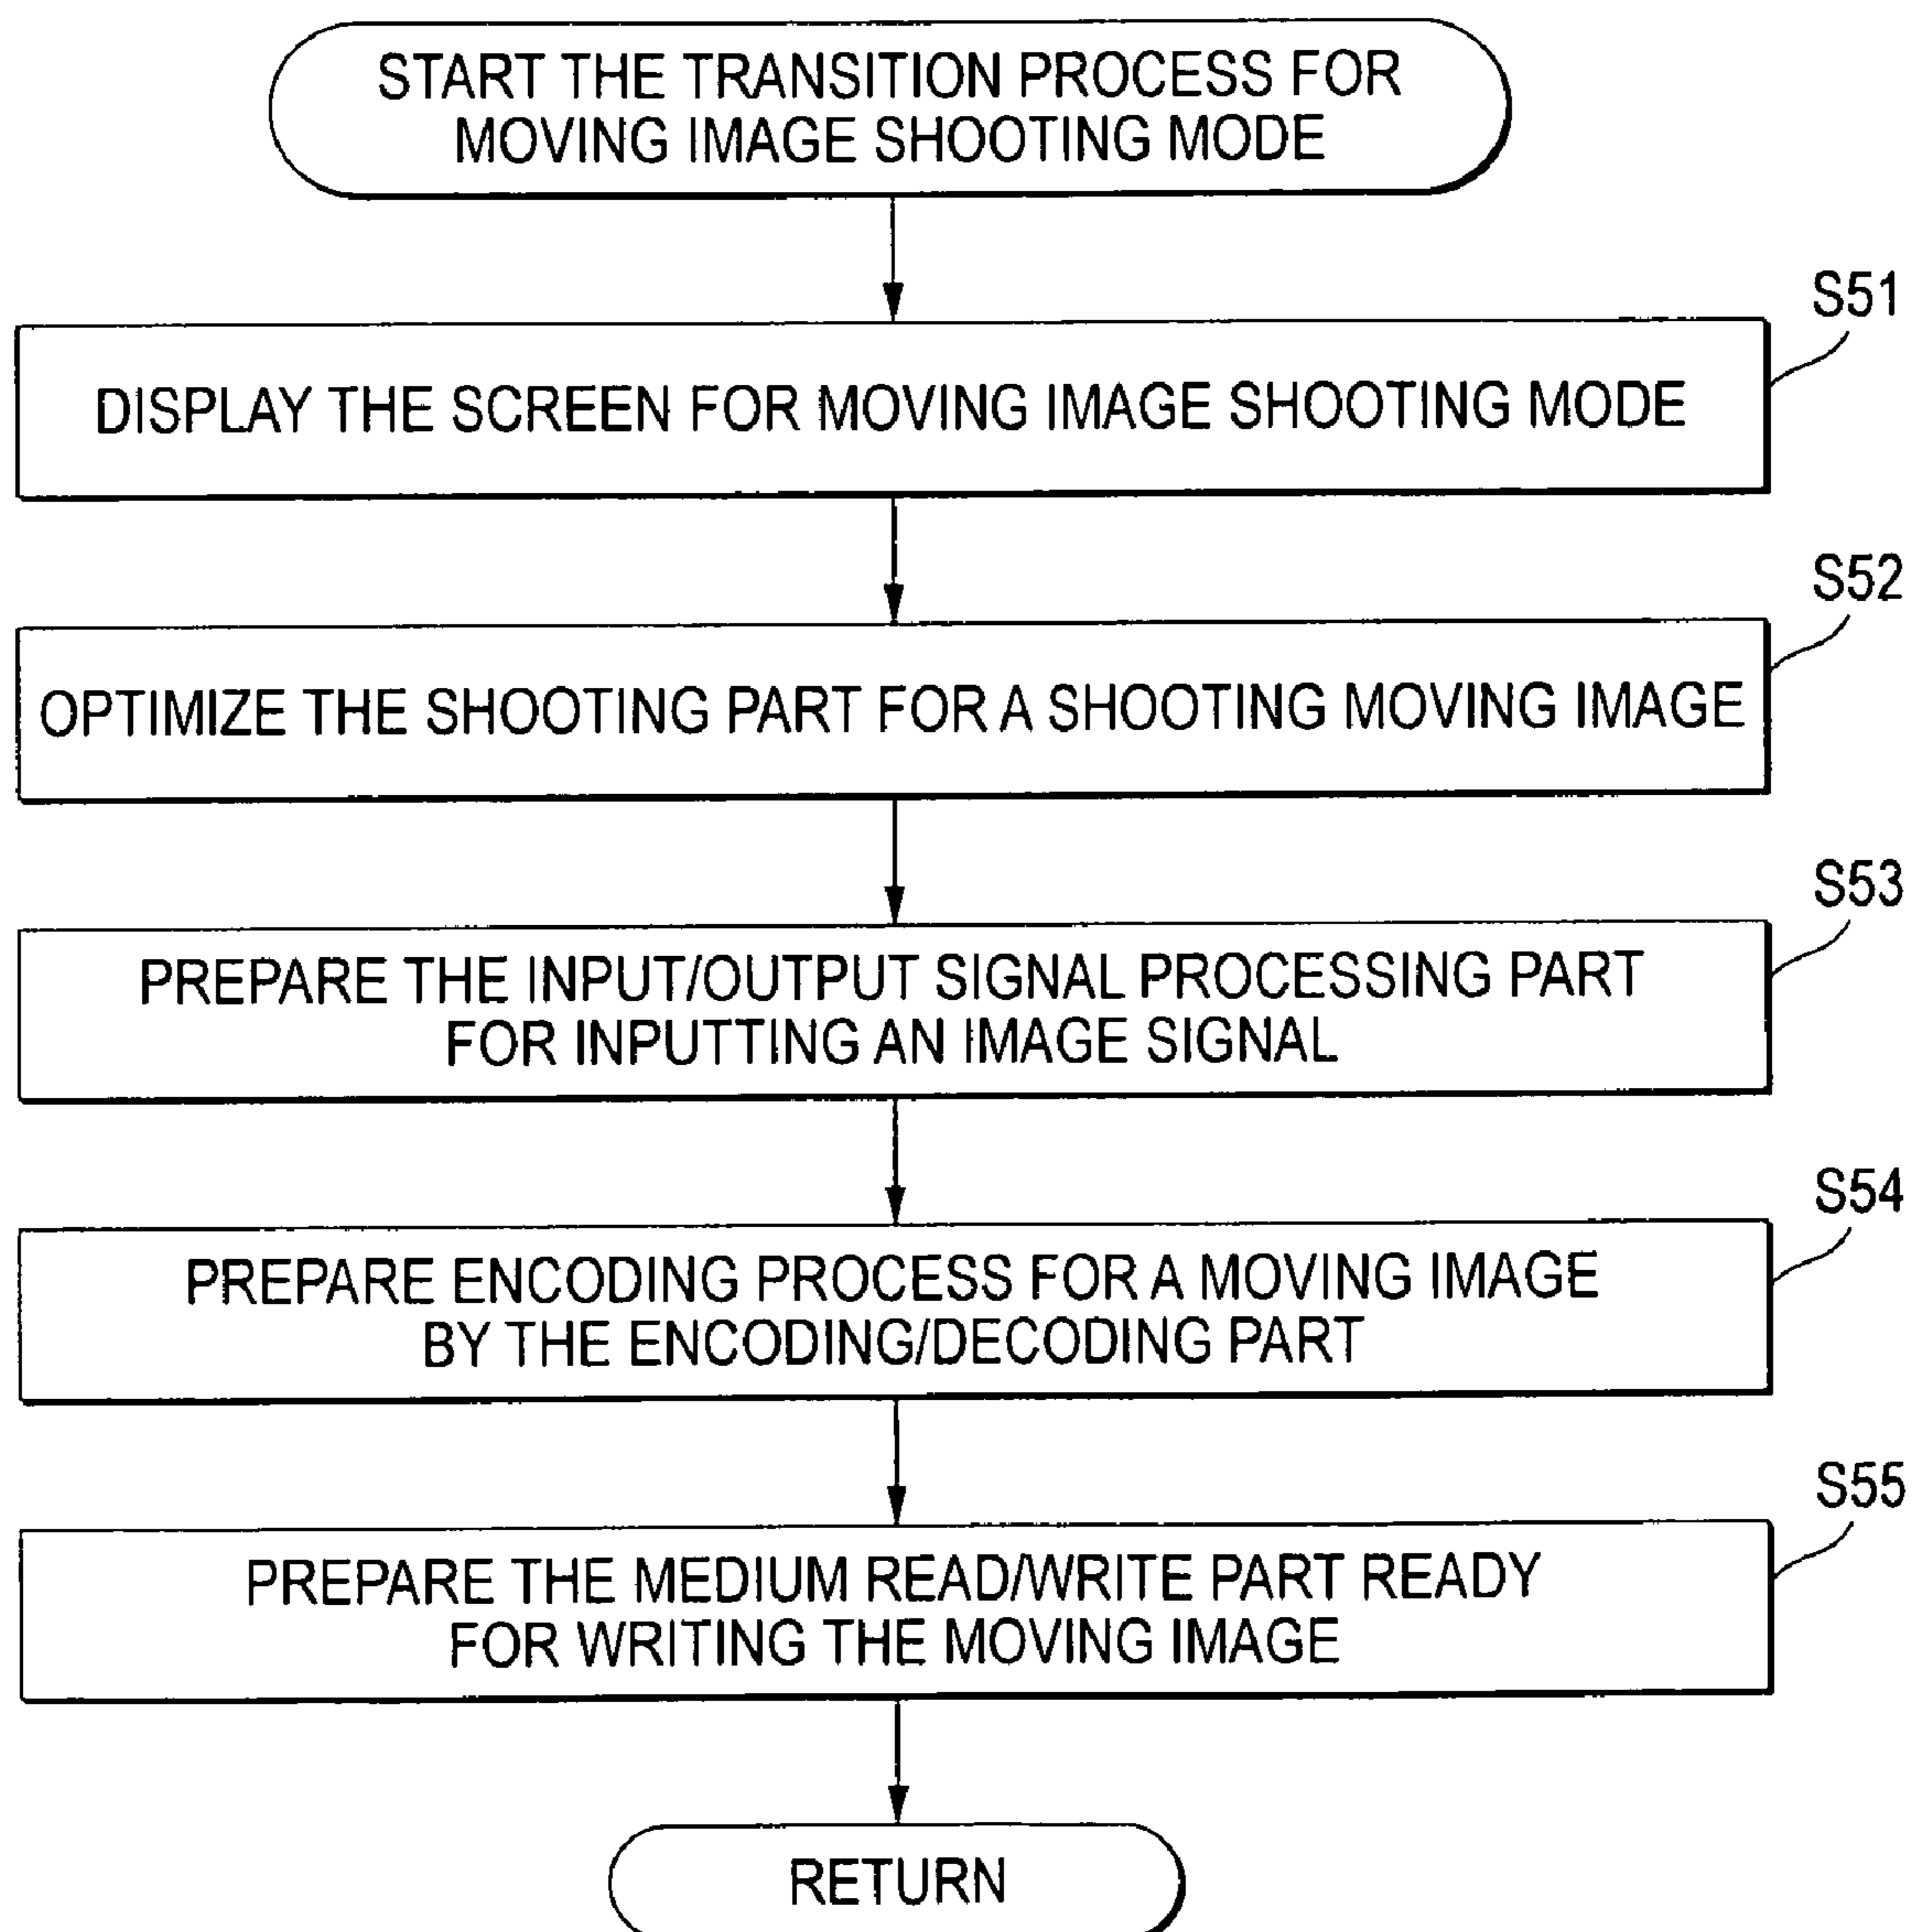 START THE TRANSITION PROCESS FOR
MOVING IMAGE SHOOTING MODE
S51
DISPLAY THE SCREEN FOR MOVING IMAGE SHOOTING MODE
S52
OPTIMIZE THE SHOOTING PART FOR A SHOOTING MOVING IMAGE
S53
PREPARE THE INPUT/OUTPUT SIGNAL PROCESSING PART
FOR INPUTTING AN IMAGE SIGNAL
S54
PREPARE ENCODING PROCESS FOR A MOVING IMAGE
BY THE ENCODING/DECODING PART
S55
PREPARE THE MEDIUM READ/WRITE PART READY
FOR WRITING THE MOVING IMAGE
RETURN